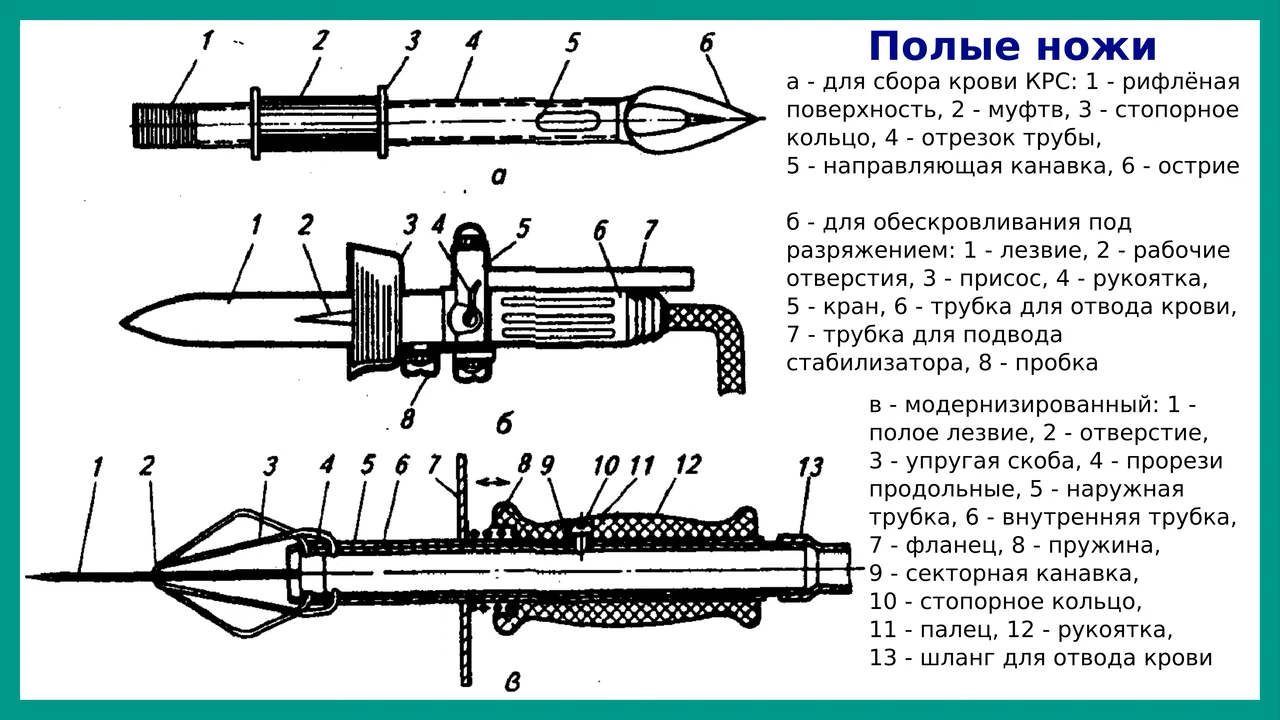 1 2 3 4 5 6
а
1 2 3 4 5 6 7
8
б
1 2 3 4 5 6 7 8 9 10 11 12 13
в
Полые ножи
а - для сбора крови КРС: 1 - рифлёная
поверхность, 2 - муфтв, 3 - стопорное
кольцо, 4 - отрезок трубы,
5 - направляющая канавка, 6 - острие
б - для обескровливания под
разряжением: 1 - лезвие, 2 - рабочие
отверстия, 3 - присос, 4 - рукоятка,
5 - кран, 6 - трубка для отвода крови,
7 - трубка для подвода
стабилизатора, 8 - пробка
в - модернизированный: 1 -
полое лезвие, 2 - отверстие,
3 - упругая скоба, 4 - прорези
продольные, 5 - наружная
трубка, 6 - внутренняя трубка,
7 - фланец, 8 - пружина,
9 - секторная канавка,
10 - стопорное кольцо,
11 - палец, 12 - рукоятка,
13 - шланг для отвода крови